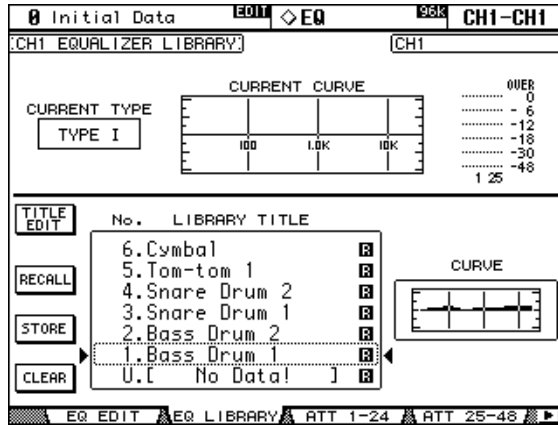 0 Initial Data EDIT ◇EQ 96K CH1-CH1
CH1 EQUALIZER LIBRARY CH1
CURRENT TYPE
TYPE I
CURRENT CURVE
100 1.0K 10K
OVER
0
- 6
-12
-18
-30
-48
1 25
TITLE EDIT
RECALL
STORE
CLEAR
No. LIBRARY TITLE
6.Cymbal R
5.Tom-tom 1 R
4.Snare Drum 2 R
3.Snare Drum 1 R
2.Bass Drum 2 R
1.Bass Drum 1 R
U.[ No Data! ] R
CURVE
EQ EDIT EQ LIBRARY ATT 1-24 ATT 25-48